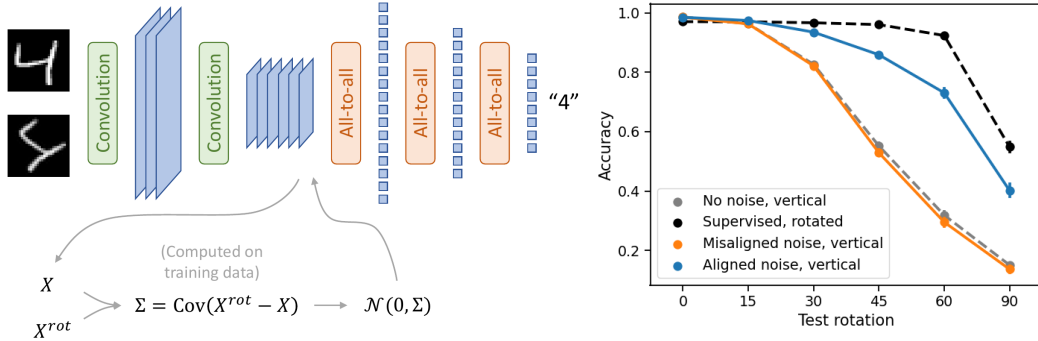 Convolution
Convolution
All-to-all
All-to-all
All-to-all
“4”
(Computed on
training data)
X
X^{rot}
Σ = Cov(X^{rot} − X)
𝒩(0, Σ)
Accuracy
1.0
0.8
0.6
0.4
0.2
No noise, vertical
Supervised, rotated
Misaligned noise, vertical
Aligned noise, vertical
0 15 30 45 60 90
Test rotation